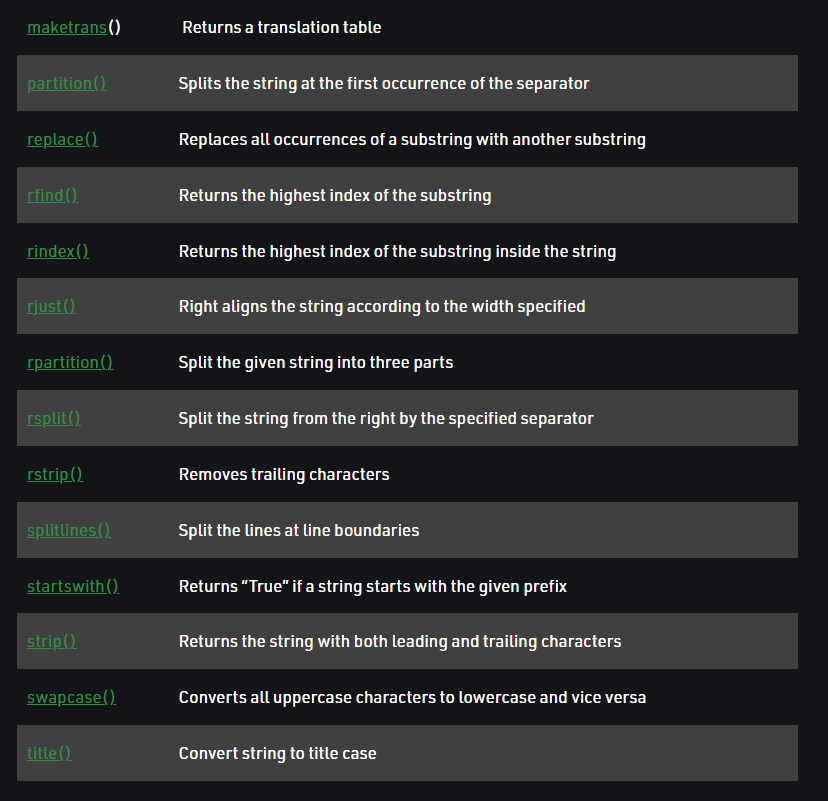 maketrans() Returns a translation table
partition() Splits the string at the first occurrence of the separator
replace() Replaces all occurrences of a substring with another substring
rfind() Returns the highest index of the substring
rindex() Returns the highest index of the substring inside the string
rjust() Right aligns the string according to the width specified
rpartition() Split the given string into three parts
rsplit() Split the string from the right by the specified separator
rstrip() Removes trailing characters
splitlines() Split the lines at line boundaries
startswith() Returns “True” if a string starts with the given prefix
strip() Returns the string with both leading and trailing characters
swapcase() Converts all uppercase characters to lowercase and vice versa
title() Convert string to title case